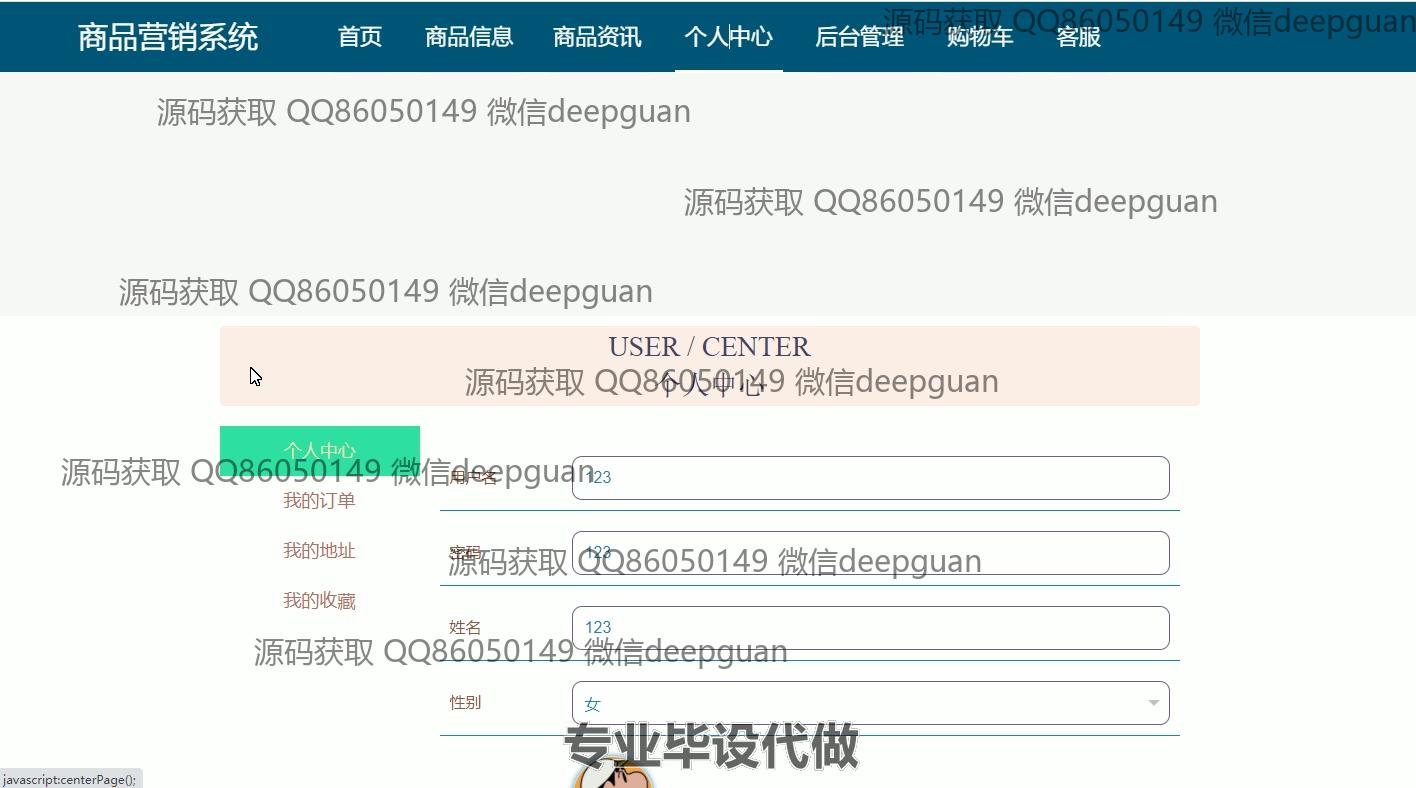 商品营销系统 首页 商品信息 商品资讯 个人中心 后台管理 购物车 客服
源码获取 QQ86050149 微信deepguan
源码获取 QQ86050149 微信deepguan
源码获取 QQ86050149 微信deepguan
源码获取 QQ86050149 微信deepguan
USER / CENTER
个人中心
源码获取 QQ86050149 微信deepguan
个人中心
源码获取 QQ86050149 微信deepguan
用户名 123
我的订单
我的地址
密码 123
源码获取 QQ86050149 微信deepguan
我的收藏
姓名 123
源码获取 QQ86050149 微信deepguan
性别 女
专业毕设代做
javascript:centerPage();